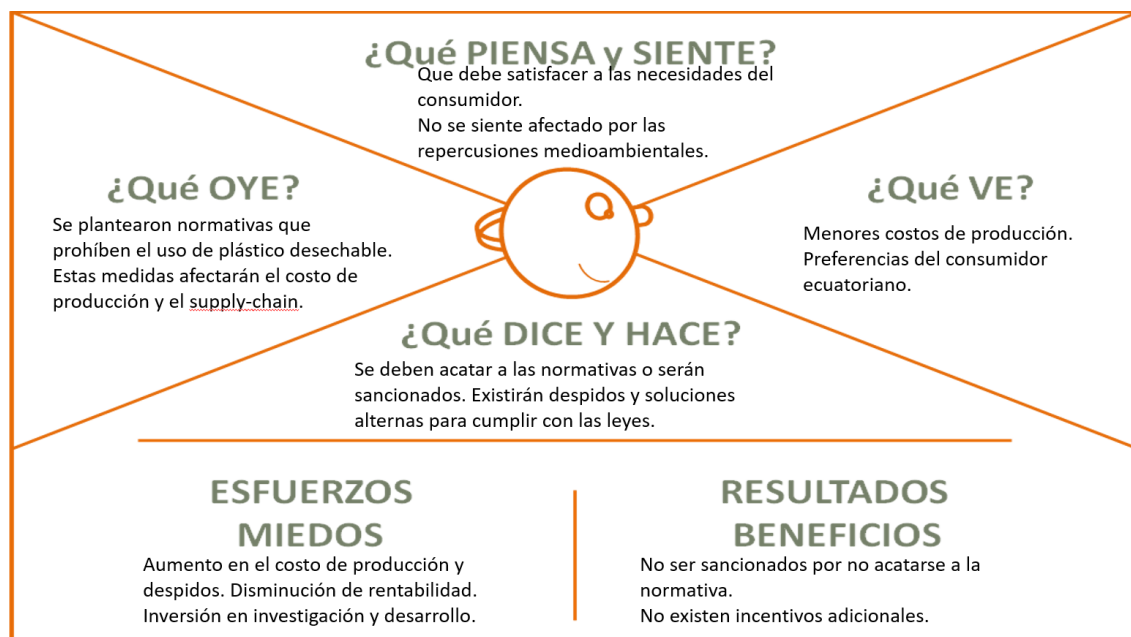 ¿Qué PIENSA y SIENTE?
Que debe satisfacer a las necesidades del
consumidor.
No se siente afectado por las
repercusiones medioambientales.
¿Qué OYE?
Se plantearon normativas que
prohíben el uso de plástico desechable.
Estas medidas afectarán el costo de
producción y el supply-chain.
¿Qué VE?
Menores costos de producción.
Preferencias del consumidor
ecuatoriano.
¿Qué DICE Y HACE?
Se deben acatar a las normativas o serán
sancionados. Existirán despidos y soluciones
alternas para cumplir con las leyes.
ESFUERZOS
MIEDOS
Aumento en el costo de producción y
despidos. Disminución de rentabilidad.
Inversión en investigación y desarrollo.
RESULTADOS
BENEFICIOS
No ser sancionados por no acatarse a la
normativa.
No existen incentivos adicionales.